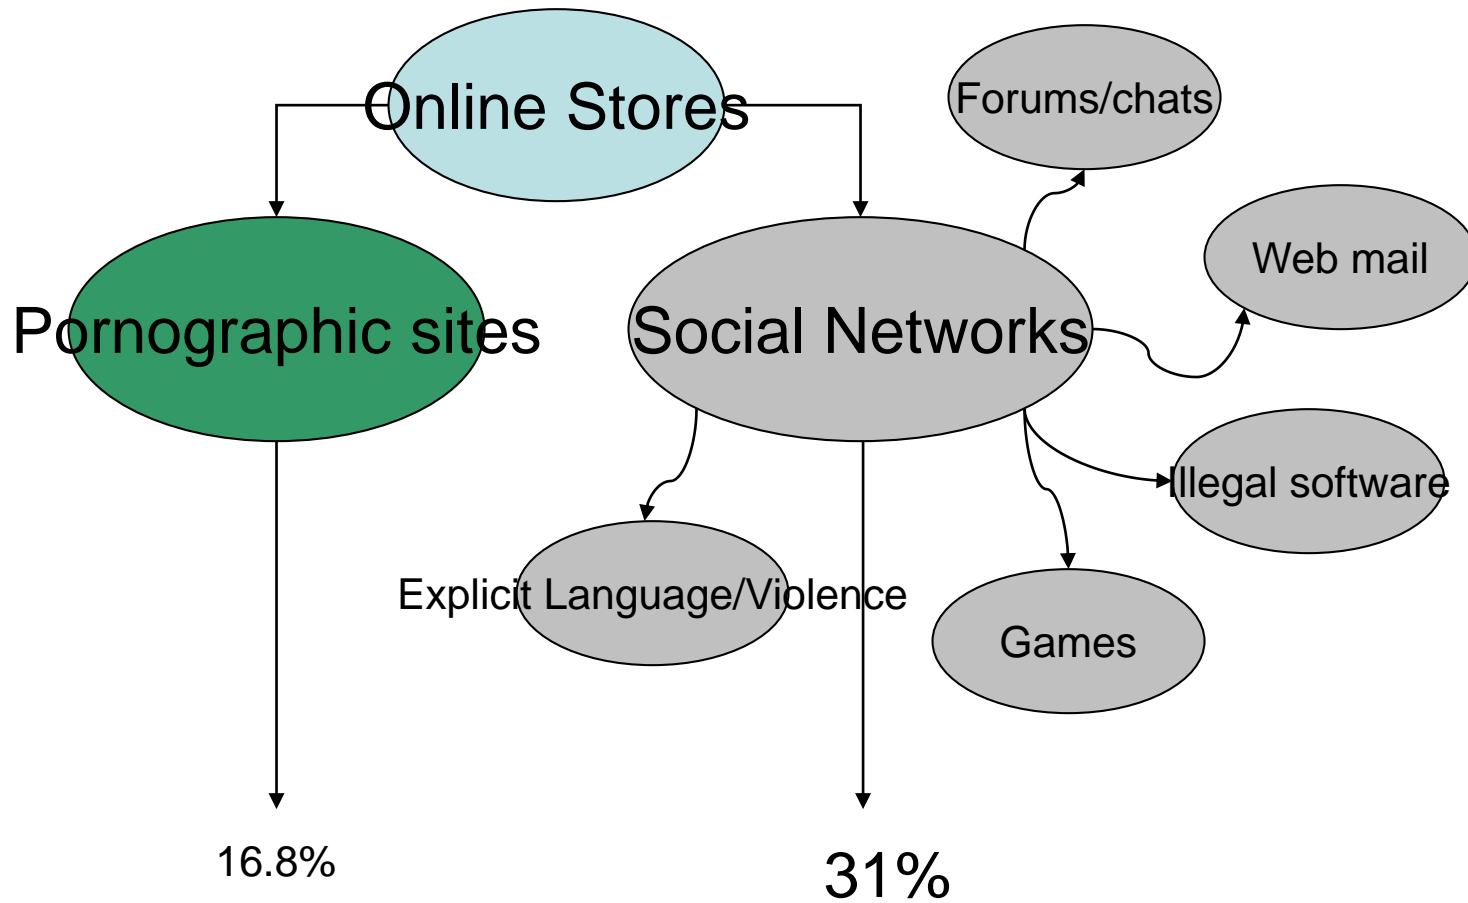 Online Stores
Forums/chats
Web mail
Pornographic sites
Social Networks
Illegal software
Explicit Language/Violence
Games
16.8%
31%